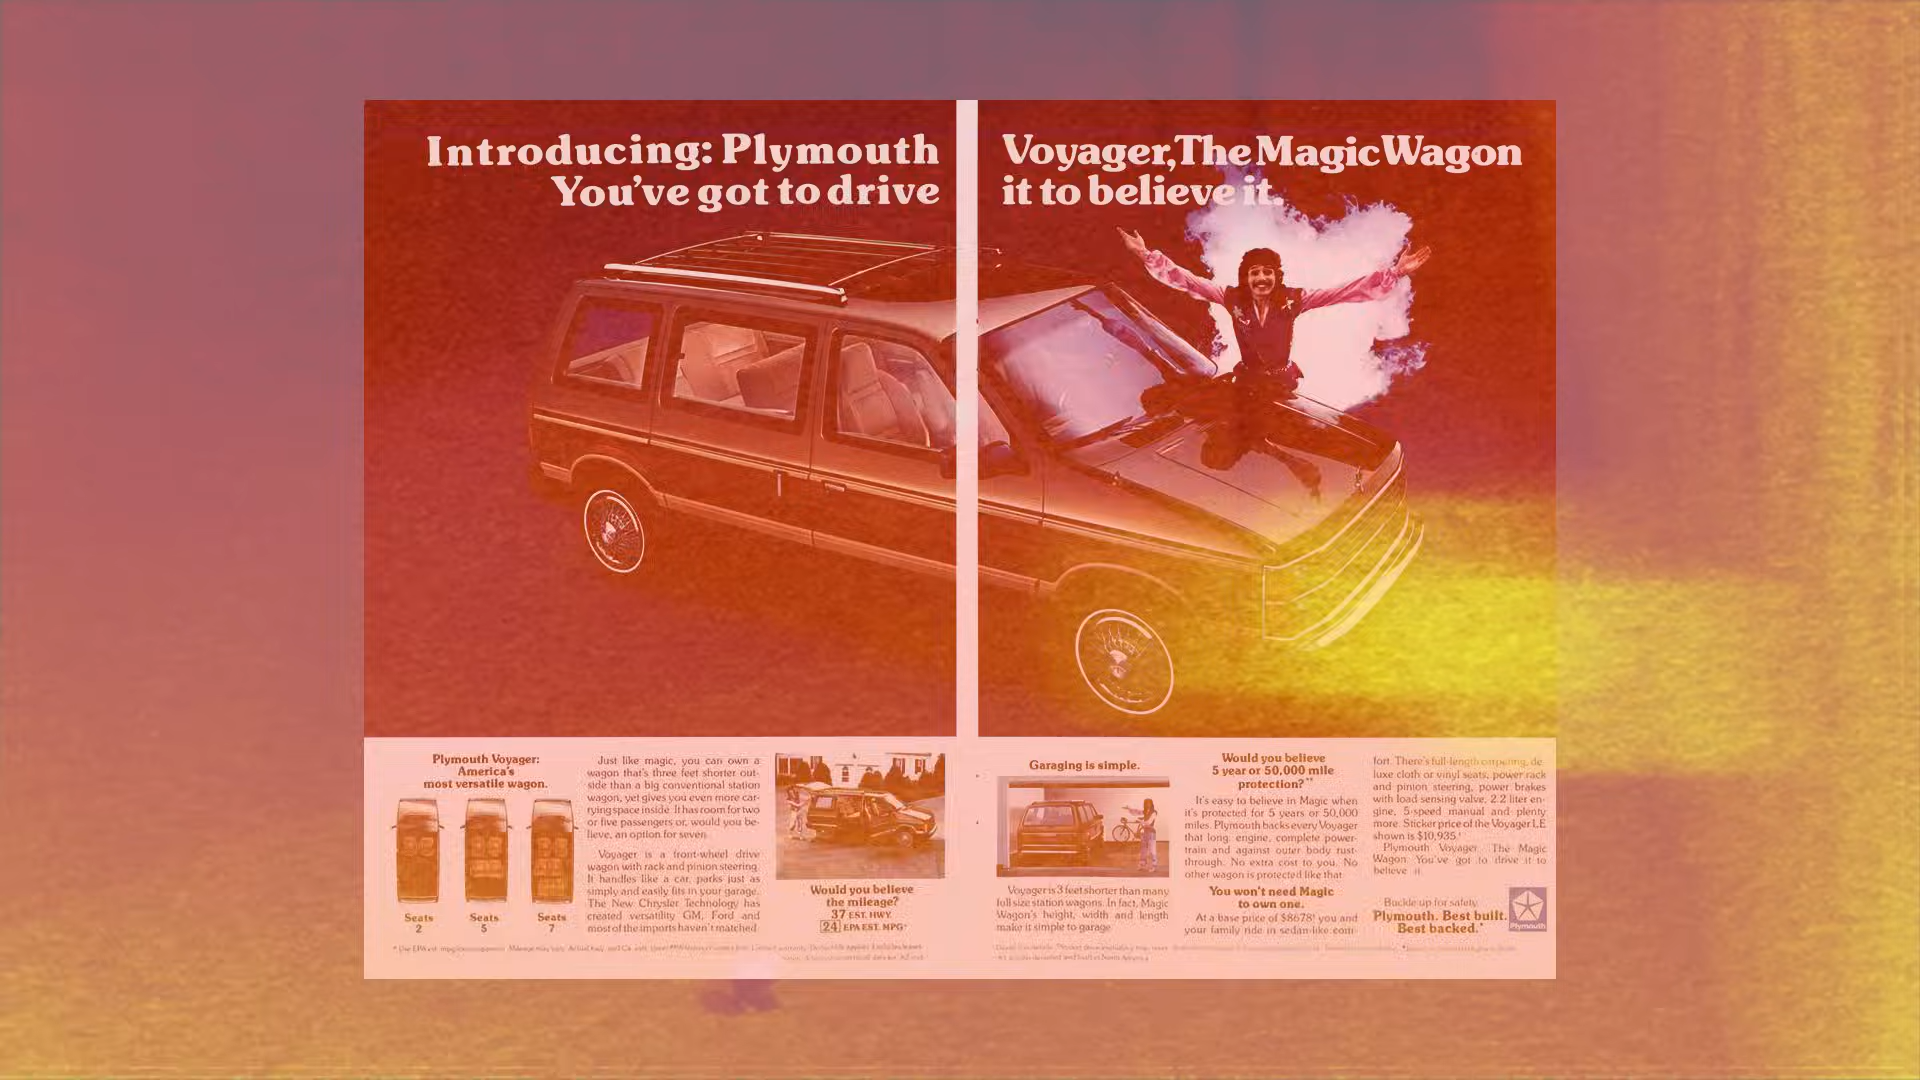 Introducing: Plymouth Voyager, The Magic Wagon
You've got to drive it to believe it.
Plymouth Voyager:
America's
most versatile wagon.
Seats
2
Seats
5
Seats
7
Just like magic, you can own a
wagon that's three feet shorter out-
side than a big conventional station
wagon, yet gives you even more car-
rying space inside. It has room for two
or five passengers or, would you be-
lieve, an option for seven.
Voyager is a front-wheel drive
wagon with rack and pinion steering.
It handles like a car, parks just as
simply and easily fits in your garage.
The New Chrysler Technology has
created versatility GM, Ford and
most of the imports haven't matched.
Would you believe
the mileage?
37 EST. HWY.
24 EPA EST. MPG*
Garaging is simple.
Voyager is 3 feet shorter than many
full size station wagons. In fact, Magic
Wagon's height, width and length
make it simple to garage.
Would you believe
5 year or 50,000 mile
protection?**
It's easy to believe in Magic when
it's protected for 5 years or 50,000
miles. Plymouth backs every Voyager
that long: engine, complete power-
train and against outer body rust-
through. No extra cost to you. No
other wagon is protected like that.
You won't need Magic
to own one.
At a base price of $8678† you and
your family ride in sedan-like com-
fort. There's full-length carpeting, de-
luxe cloth or vinyl seats, power rack
and pinion steering, power brakes
with load sensing valve, 2.2 liter en-
gine, 5-speed manual and plenty
more. Sticker price of the Voyager LE
shown is $10,935.†
Plymouth Voyager. The Magic
Wagon. You've got to drive it to
believe it.
Buckle up for safety.
Plymouth. Best built.
Best backed.*
Plymouth